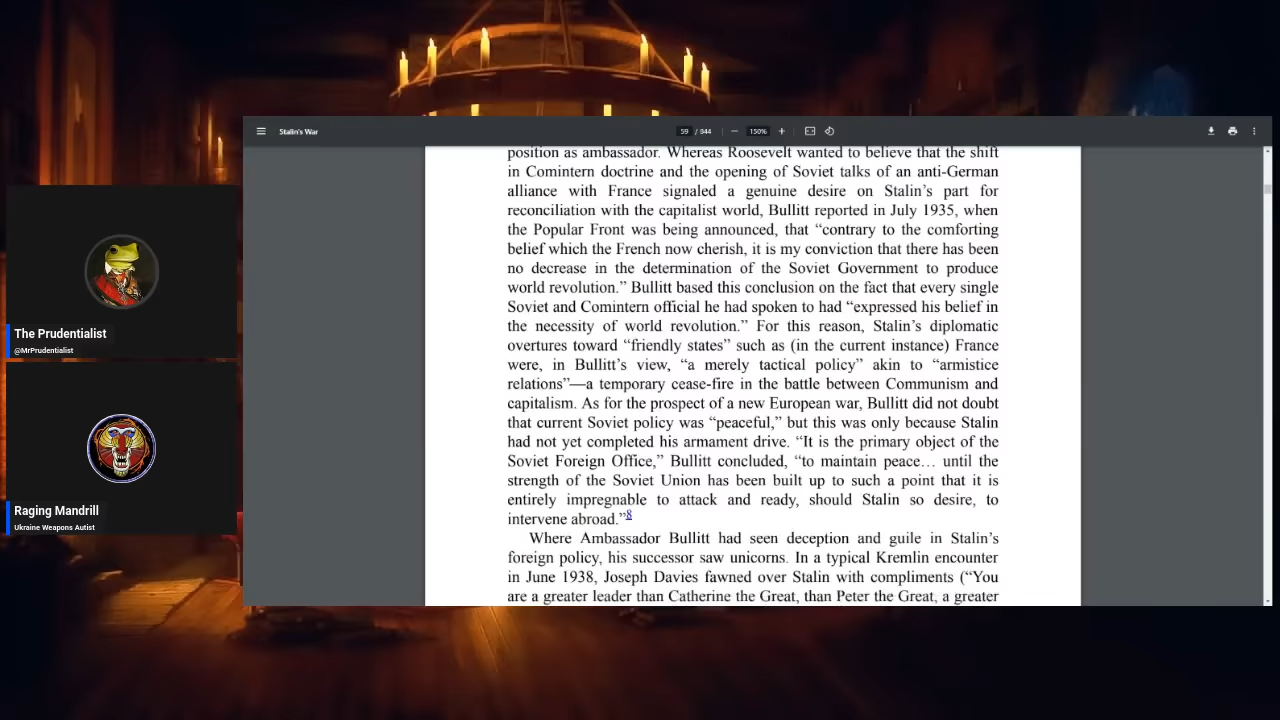 Stalin's War
59 / 844
150%
position as ambassador. Whereas Roosevelt wanted to believe that the shift
in Comintern doctrine and the opening of Soviet talks of an anti-German
alliance with France signaled a genuine desire on Stalin’s part for
reconciliation with the capitalist world, Bullitt reported in July 1935, when
the Popular Front was being announced, that “contrary to the comforting
belief which the French now cherish, it is my conviction that there has been
no decrease in the determination of the Soviet Government to produce
world revolution.” Bullitt based this conclusion on the fact that every single
Soviet and Comintern official he had spoken to had “expressed his belief in
the necessity of world revolution.” For this reason, Stalin’s diplomatic
overtures toward “friendly states” such as (in the current instance) France
were, in Bullitt’s view, “a merely tactical policy” akin to “armistice
relations”—a temporary cease-fire in the battle between Communism and
capitalism. As for the prospect of a new European war, Bullitt did not doubt
that current Soviet policy was “peaceful,” but this was only because Stalin
had not yet completed his armament drive. “It is the primary object of the
Soviet Foreign Office,” Bullitt concluded, “to maintain peace… until the
strength of the Soviet Union has been built up to such a point that it is
entirely impregnable to attack and ready, should Stalin so desire, to
intervene abroad.”8
Where Ambassador Bullitt had seen deception and guile in Stalin’s
foreign policy, his successor saw unicorns. In a typical Kremlin encounter
in June 1938, Joseph Davies fawned over Stalin with compliments (“You
are a greater leader than Catherine the Great, than Peter the Great, a greater
The Prudentialist
@MrPrudentialist
Raging Mandrill
Ukraine Weapons Autist